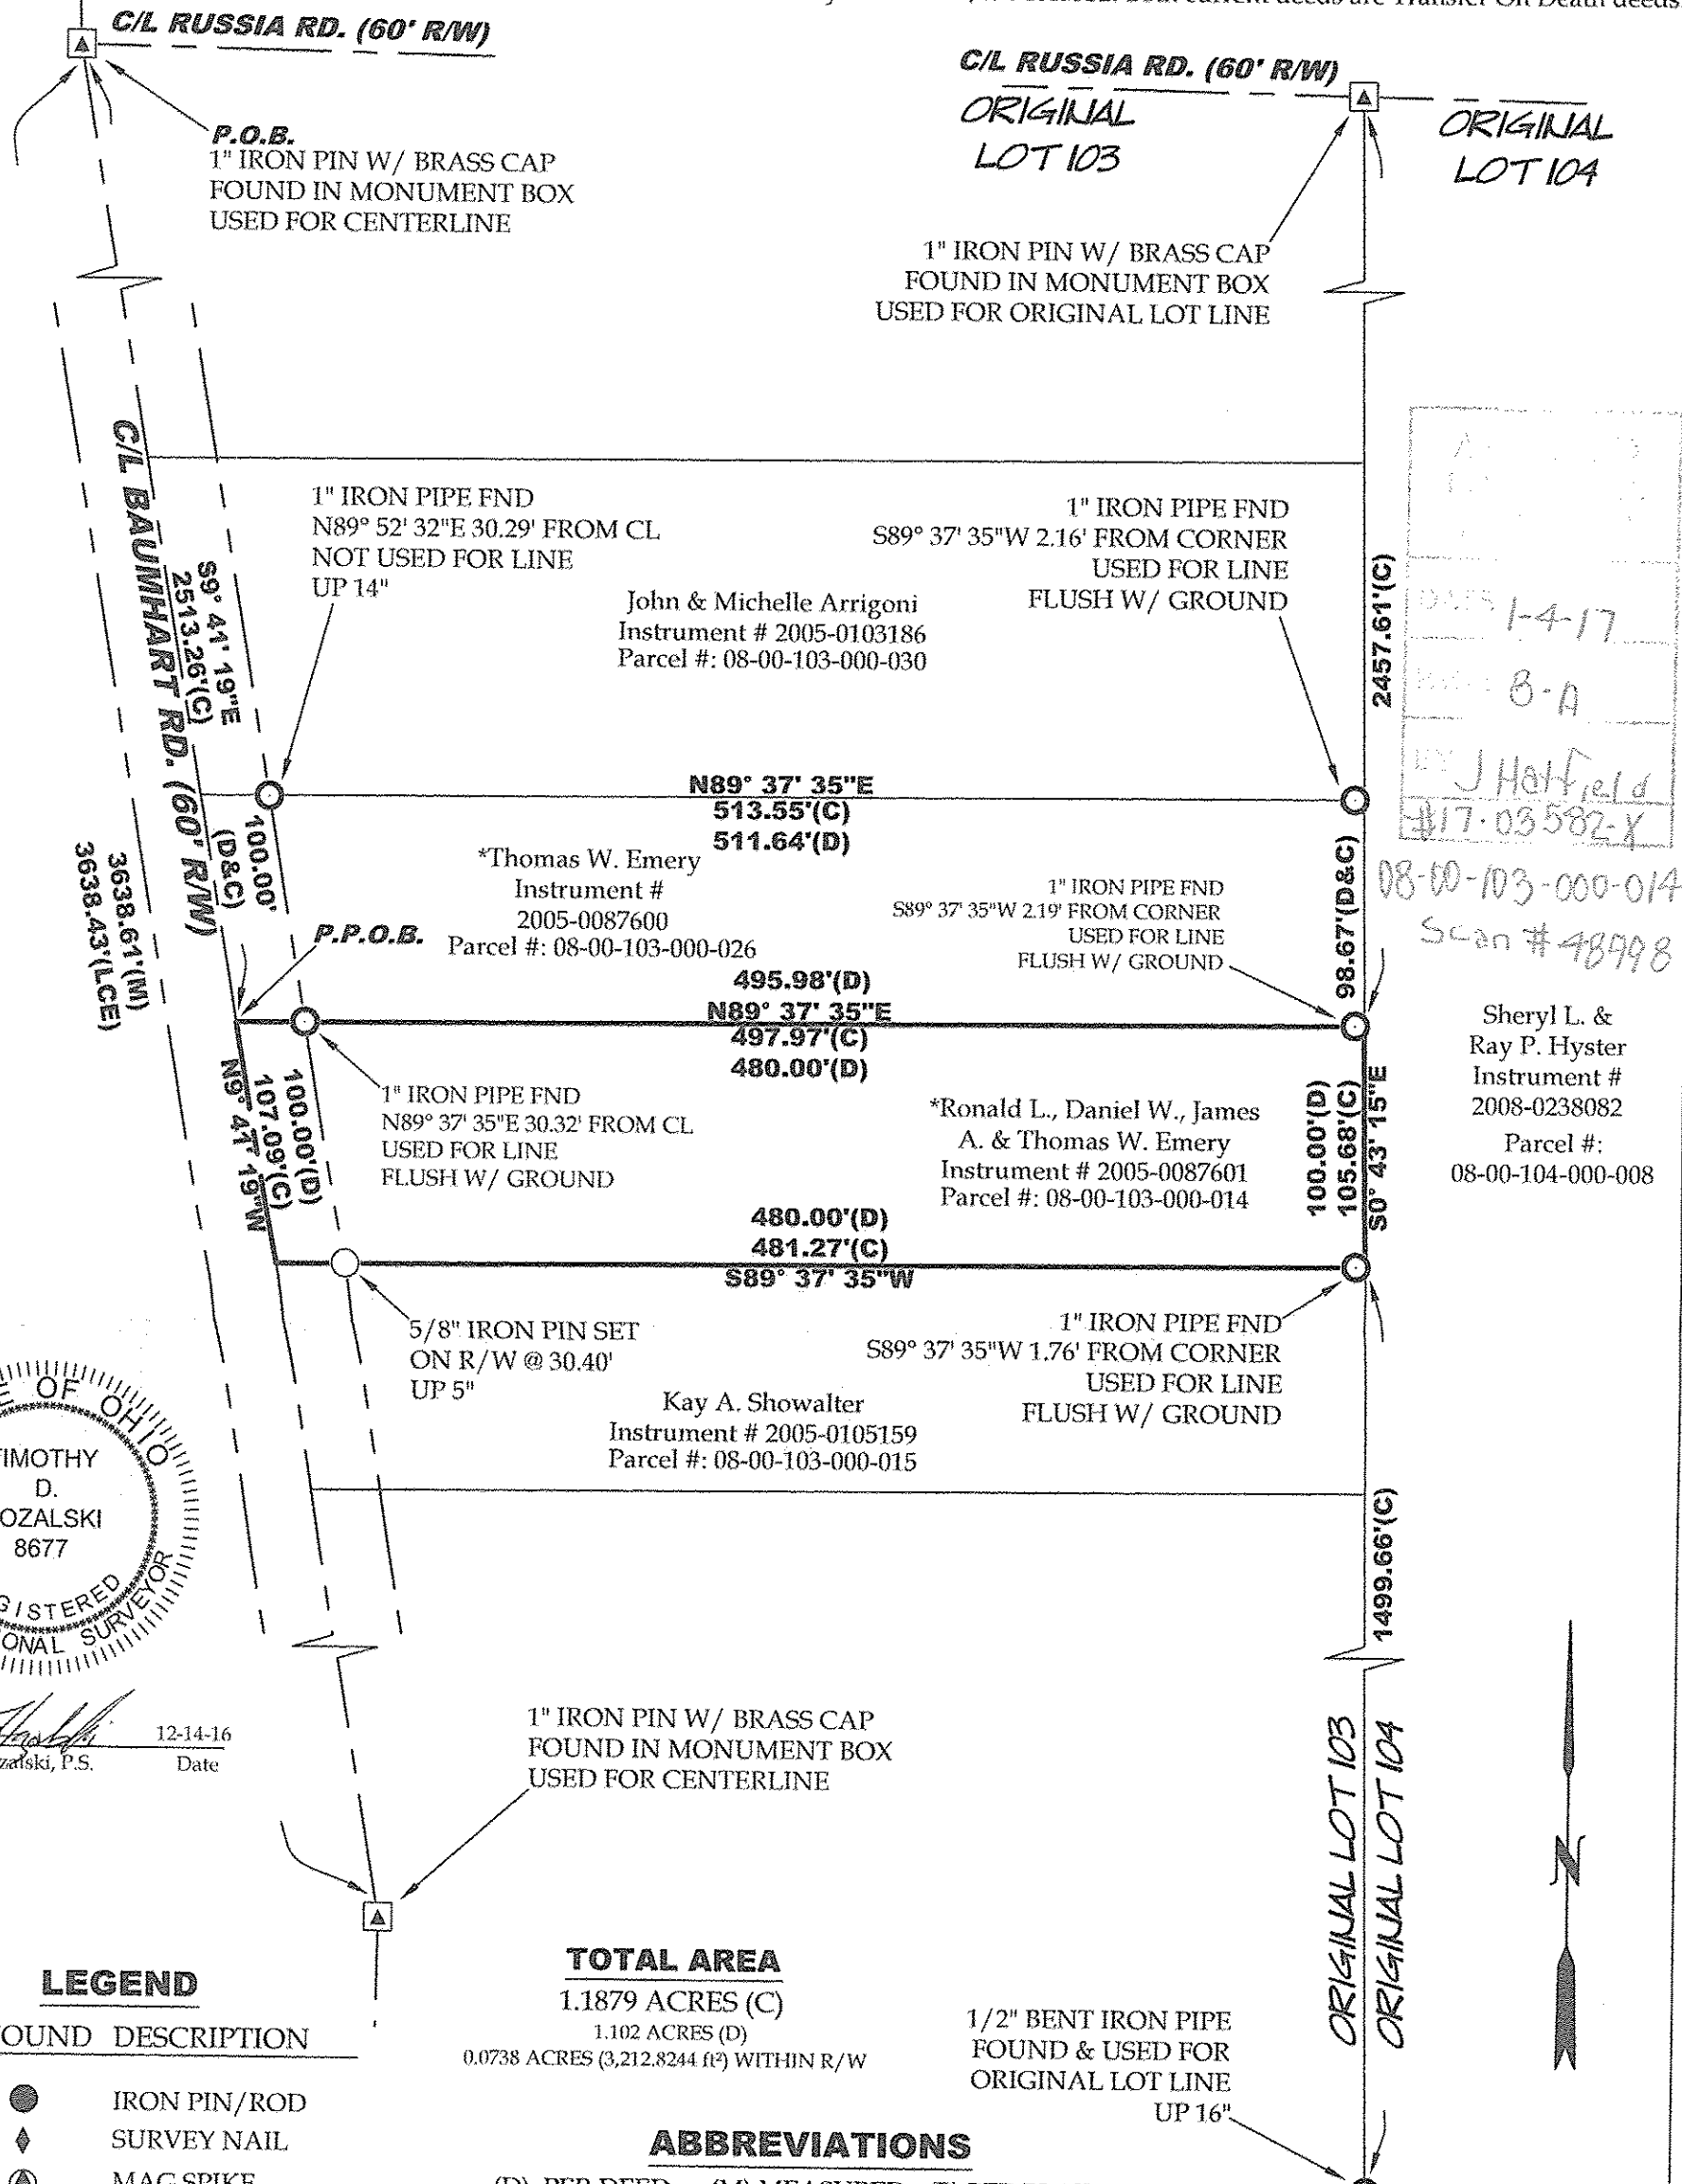 C/L RUSSIA RD. (60' R/W)
C/L RUSSIA RD. (60' R/W)
ORIGINAL
LOT 103
ORIGINAL
LOT 104
P.O.B.
1" IRON PIN W/ BRASS CAP
FOUND IN MONUMENT BOX
USED FOR CENTERLINE
1" IRON PIN W/ BRASS CAP
FOUND IN MONUMENT BOX
USED FOR ORIGINAL LOT LINE
C/L BAUMHART RD. (60' R/W)
S9° 41' 19"E
2513.26'(C)
3638.61'(M)
3638.43'(LCE)
1" IRON PIPE FND
N89° 52' 32"E 30.29' FROM CL
NOT USED FOR LINE
UP 14"
1" IRON PIPE FND
S89° 37' 35"W 2.16' FROM CORNER
USED FOR LINE
FLUSH W/ GROUND
John & Michelle Arrigoni
Instrument # 2005-0103186
Parcel #: 08-00-103-000-030
2457.61'(C)
DATE 1-4-17
8-A
BY J Hatfield
#17-03582-X
08-00-103-000-014
Scan # 48998
N89° 37' 35"E
513.55'(C)
511.64'(D)
100.00'
(D&C)
*Thomas W. Emery
Instrument #
2005-0087600
Parcel #: 08-00-103-000-026
P.P.O.B.
1" IRON PIPE FND
S89° 37' 35"W 2.19' FROM CORNER
USED FOR LINE
FLUSH W/ GROUND
98.67'(D&C)
495.98'(D)
N89° 37' 35"E
497.97'(C)
480.00'(D)
Sheryl L. &
Ray P. Hyster
Instrument #
2008-0238082
Parcel #:
08-00-104-000-008
1" IRON PIPE FND
N89° 37' 35"E 30.32' FROM CL
USED FOR LINE
FLUSH W/ GROUND
100.00'(D)
107.09'(C)
N9° 41' 19"W
*Ronald L., Daniel W., James
A. & Thomas W. Emery
Instrument # 2005-0087601
Parcel #: 08-00-103-000-014
100.00'(D)
105.68'(C)
S0° 43' 15"E
480.00'(D)
481.27'(C)
S89° 37' 35"W
5/8" IRON PIN SET
ON R/W @ 30.40'
UP 5"
1" IRON PIPE FND
S89° 37' 35"W 1.76' FROM CORNER
USED FOR LINE
FLUSH W/ GROUND
Kay A. Showalter
Instrument # 2005-0105159
Parcel #: 08-00-103-000-015
1499.66'(C)
OF OHIO
TIMOTHY
D.
OZALSKI
8677
GISTERED
ONAL SURVEYOR
zalski, P.S.
12-14-16
Date
1" IRON PIN W/ BRASS CAP
FOUND IN MONUMENT BOX
USED FOR CENTERLINE
ORIGINAL LOT 103
ORIGINAL LOT 104
N
TOTAL AREA
1.1879 ACRES (C)
1.102 ACRES (D)
0.0738 ACRES (3,212.8244 ft²) WITHIN R/W
1/2" BENT IRON PIPE
FOUND & USED FOR
ORIGINAL LOT LINE
UP 16"
LEGEND
OUND DESCRIPTION
IRON PIN/ROD
SURVEY NAIL
MAG SPIKE
ABBREVIATIONS
(D) PER DEED (M) MEASURED